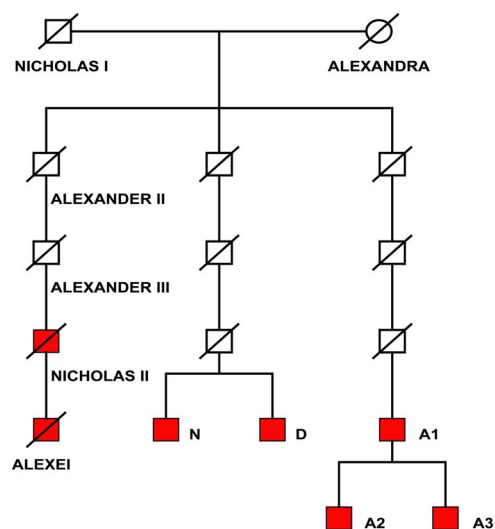 NICHOLAS I
ALEXANDRA
ALEXANDER II
ALEXANDER III
NICHOLAS II
ALEXEI
N
D
A1
A2
A3